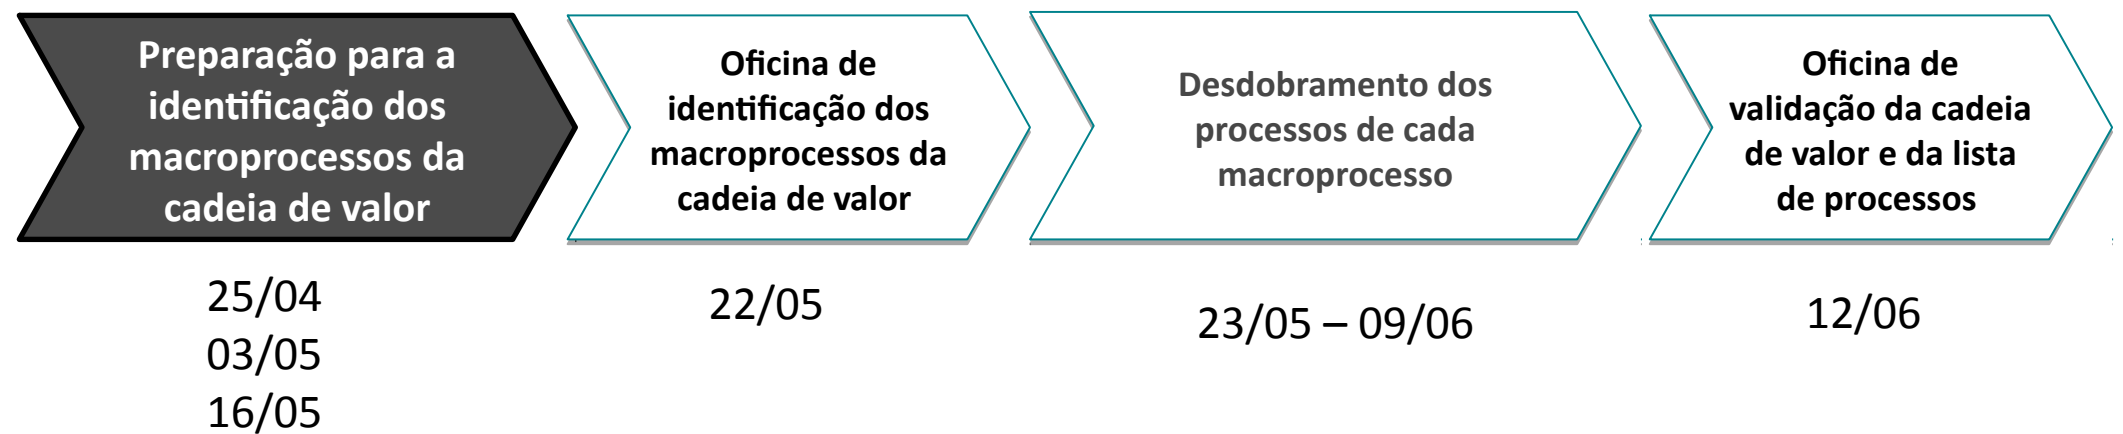 Preparação para a
identificação dos
macroprocessos da
cadeia de valor
Oficina de
identificação dos
macroprocessos da
cadeia de valor
Desdobramento dos
processos de cada
macroprocesso
Oficina de
validação da cadeia
de valor e da lista
de processos
25/04
03/05
16/05
22/05
23/05 – 09/06
12/06